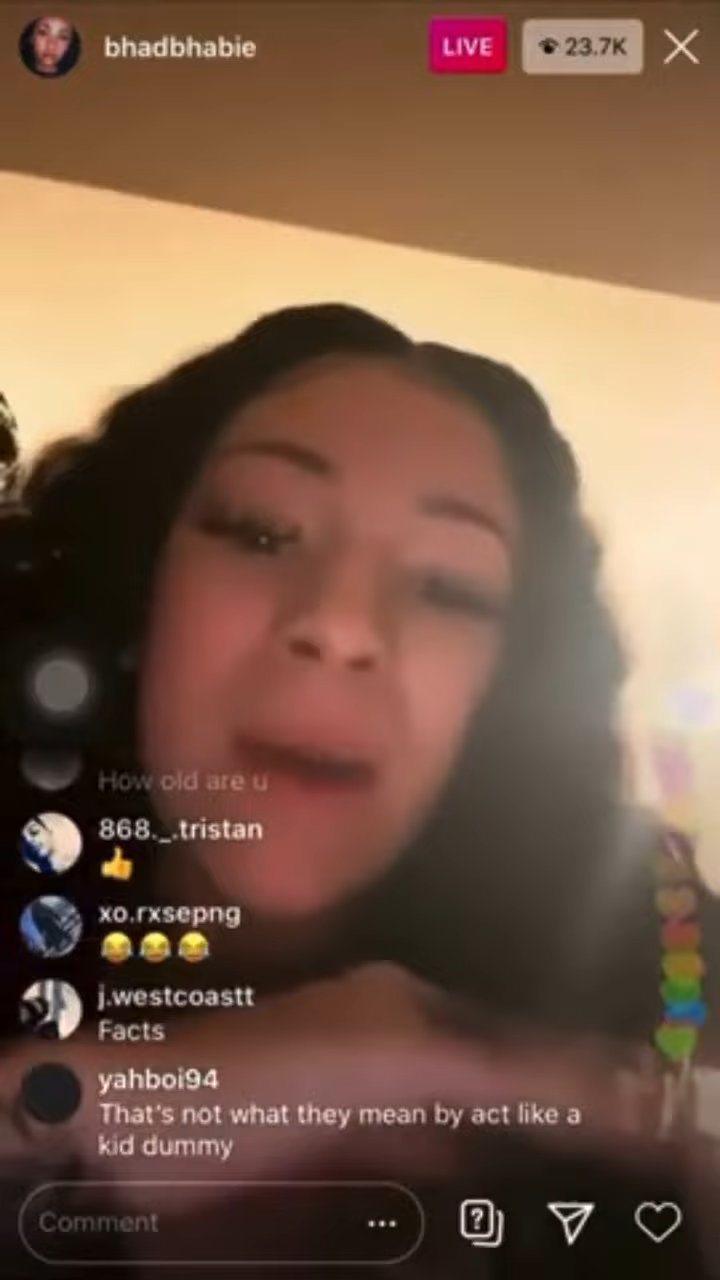 bhadbhabie LIVE 23.7K
How old are u
868._.tristan
👍
xo.rxsepng
😂😂😂
j.westcoastt
Facts
yahboi94
That's not what they mean by act like a
kid dummy
Comment